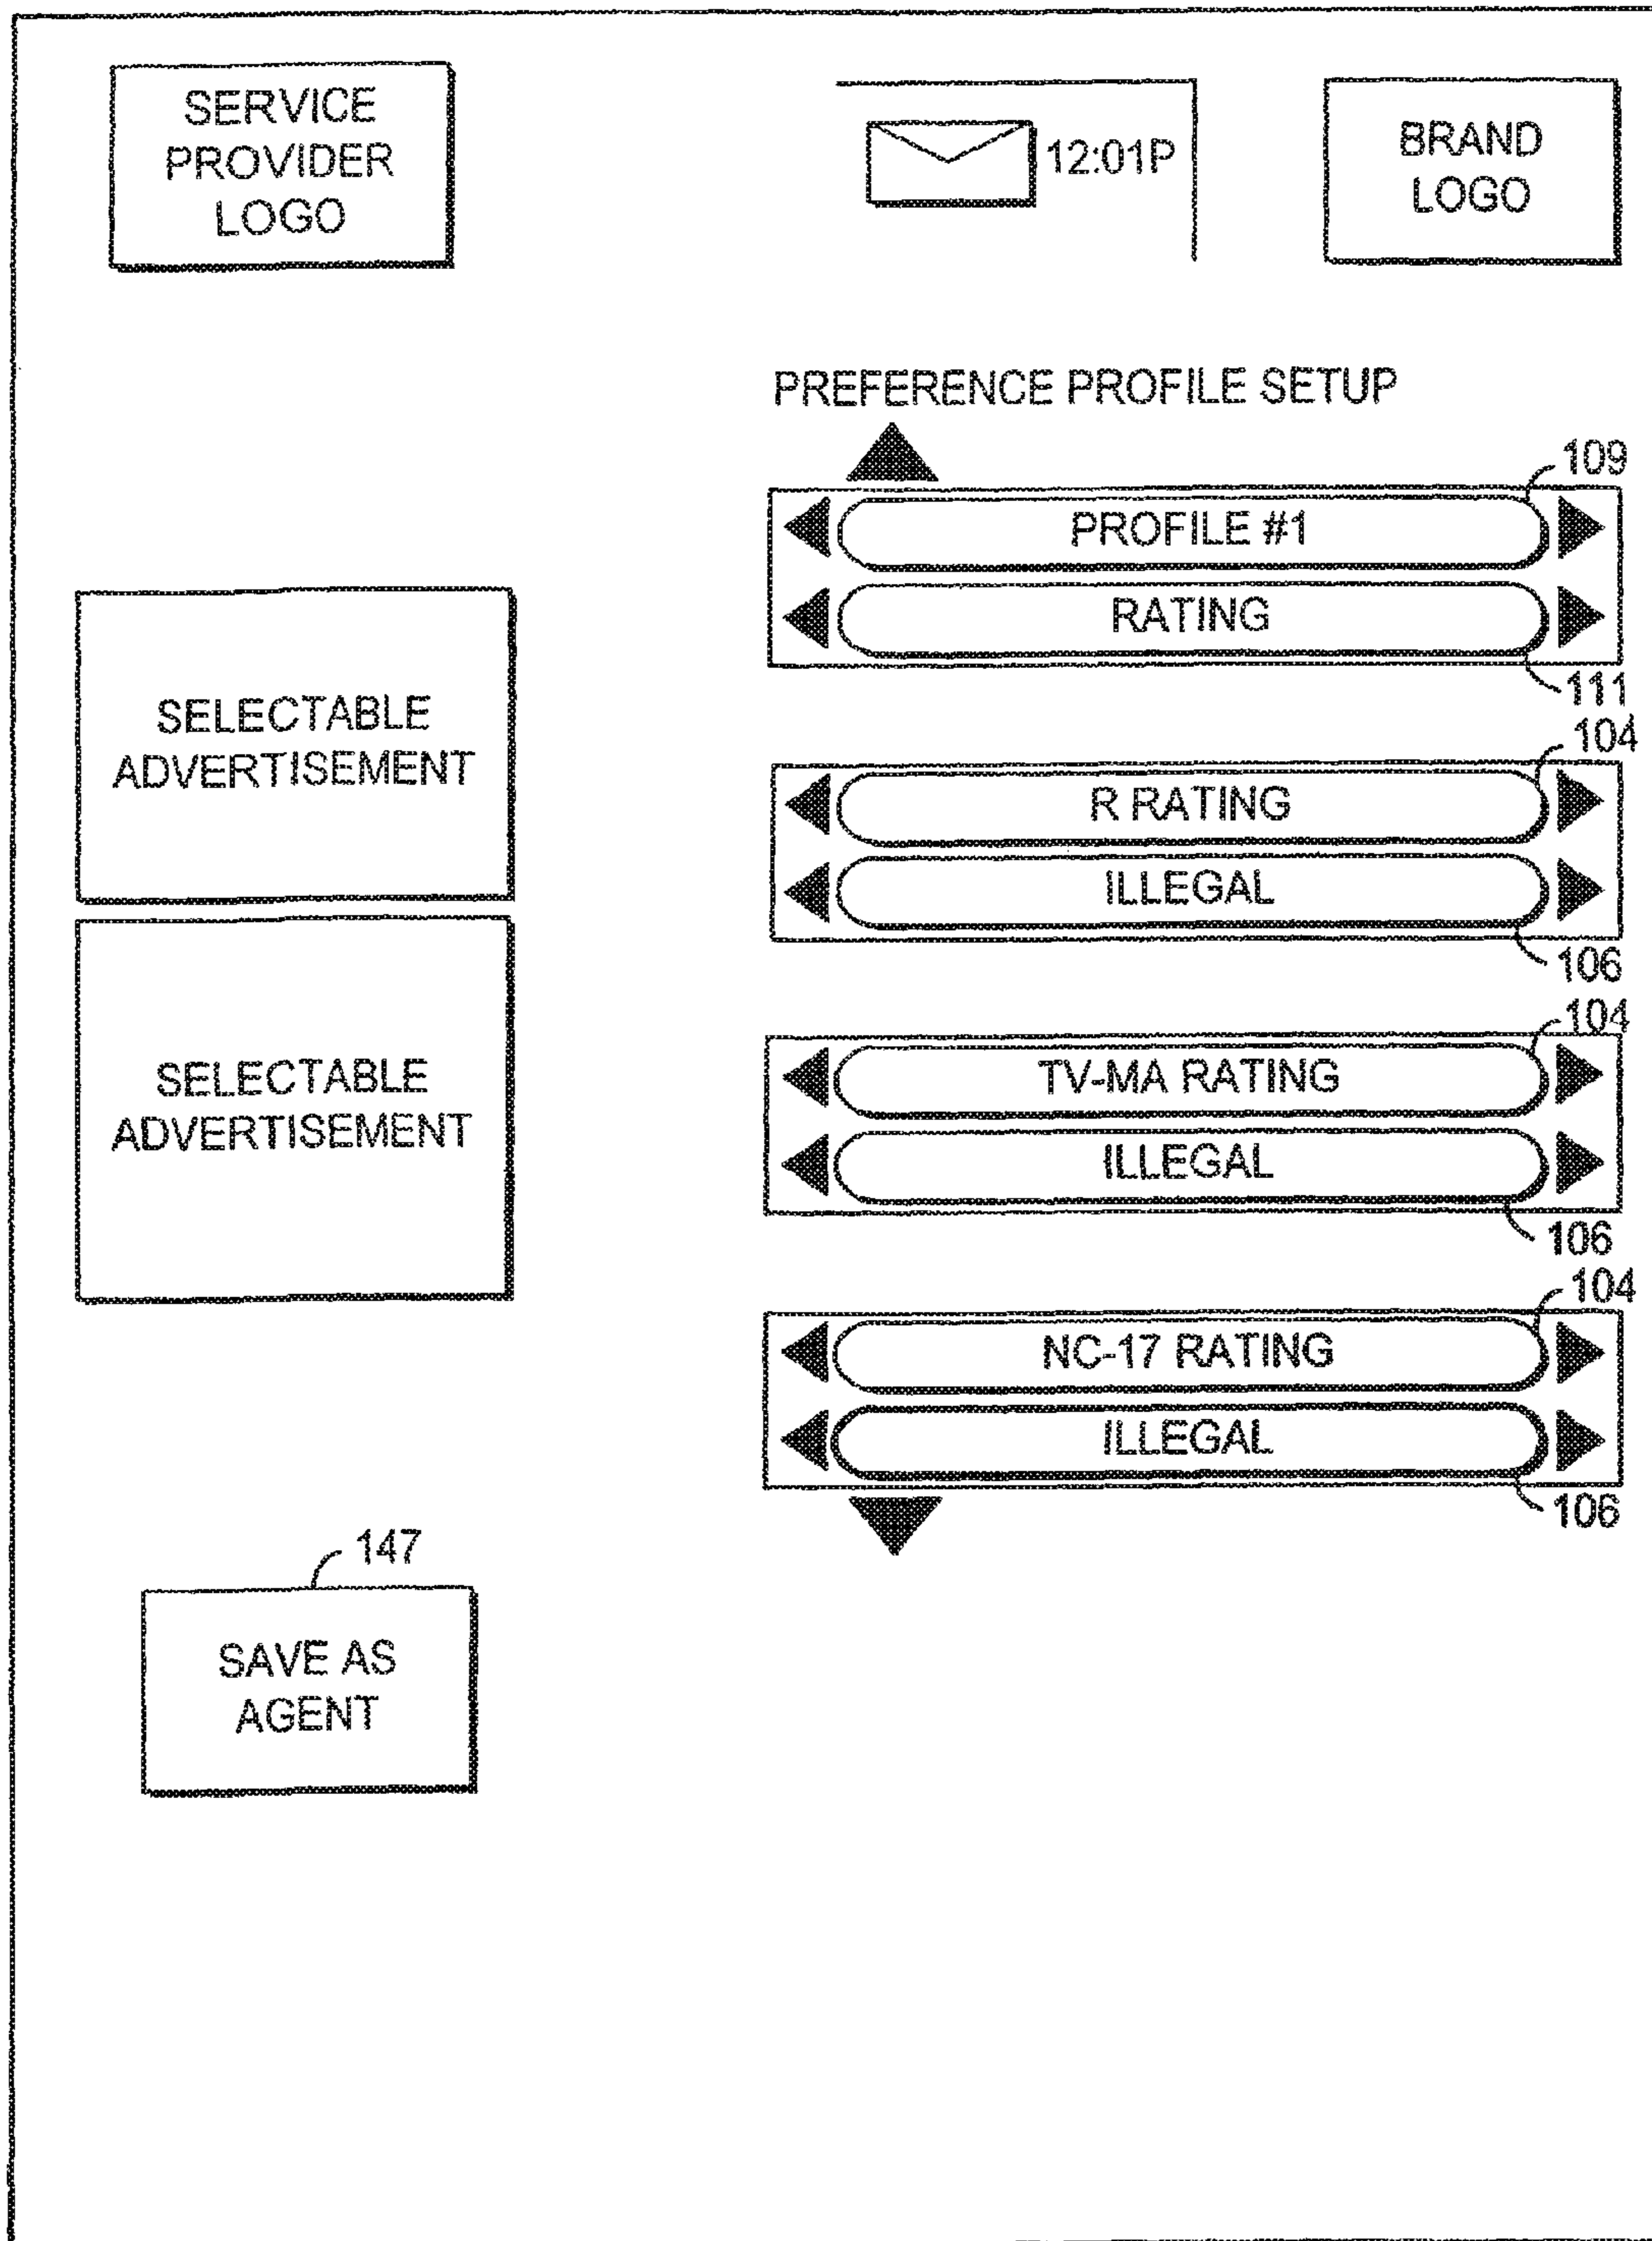 SERVICE
PROVIDER
LOGO
12:01P
BRAND
LOGO
PREFERENCE PROFILE SETUP
109
PROFILE #1
RATING
111
SELECTABLE
ADVERTISEMENT
104
R RATING
ILLEGAL
106
SELECTABLE
ADVERTISEMENT
104
TV-MA RATING
ILLEGAL
106
104
NC-17 RATING
ILLEGAL
106
147
SAVE AS
AGENT